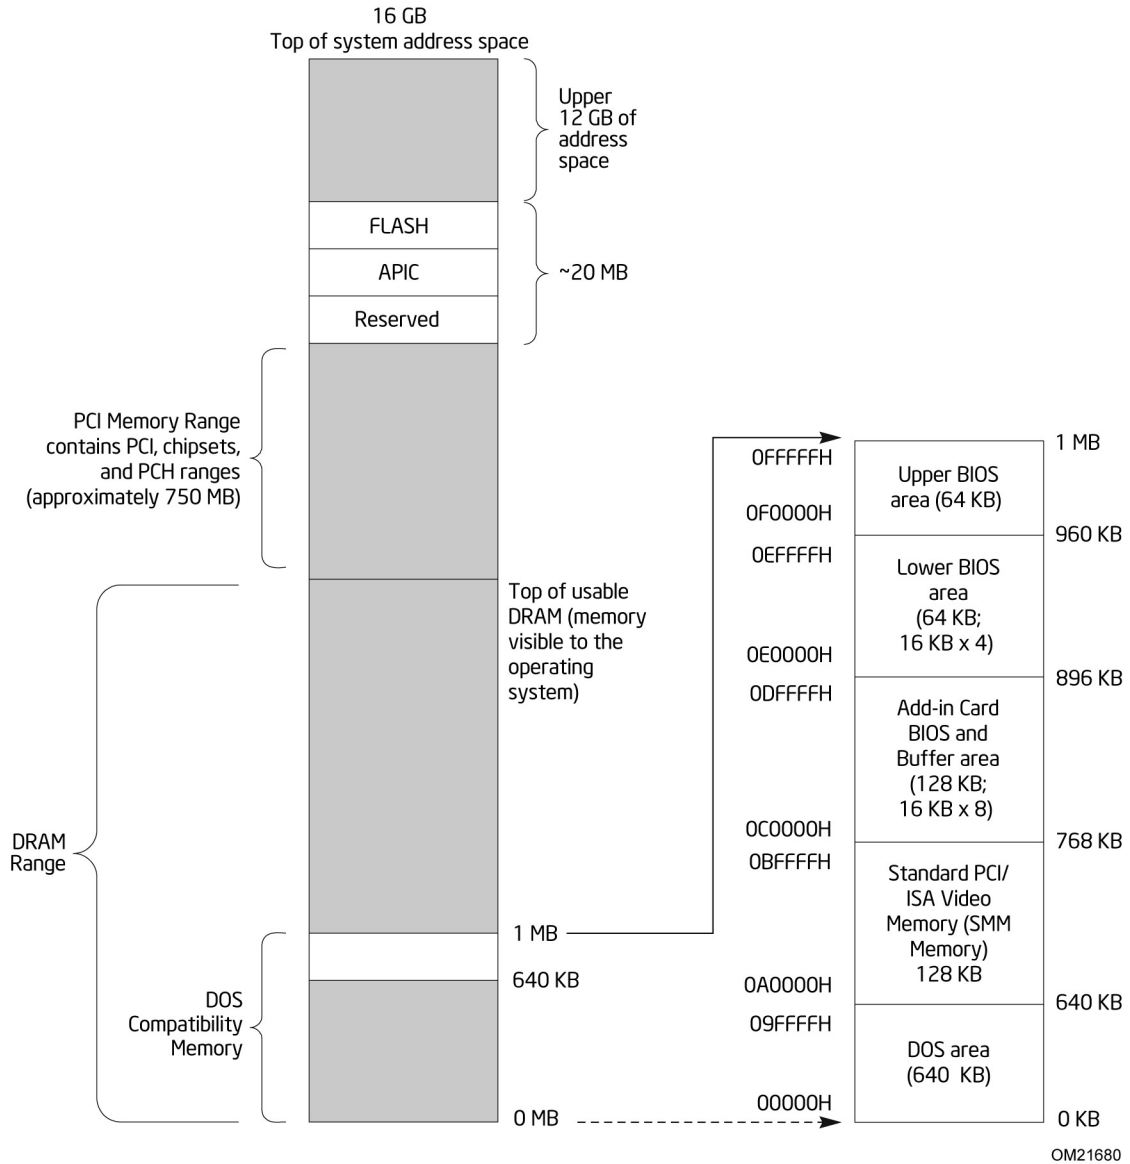 16 GB
Top of system address space
Upper
12 GB of
address
space
FLASH
APIC
Reserved
~20 MB
PCI Memory Range
contains PCI, chipsets,
and PCH ranges
(approximately 750 MB)
Top of usable
DRAM (memory
visible to the
operating
system)
DRAM
Range
1 MB
640 KB
DOS
Compatibility
Memory
0 MB
0FFFFFH
0F0000H
0EFFFFH
0E0000H
0DFFFFH
0C0000H
0BFFFFH
0A0000H
09FFFFH
00000H
Upper BIOS
area (64 KB)
Lower BIOS
area
(64 KB;
16 KB x 4)
Add-in Card
BIOS and
Buffer area
(128 KB;
16 KB x 8)
Standard PCI/
ISA Video
Memory (SMM
Memory)
128 KB
DOS area
(640 KB)
1 MB
960 KB
896 KB
768 KB
640 KB
0 KB
OM21680